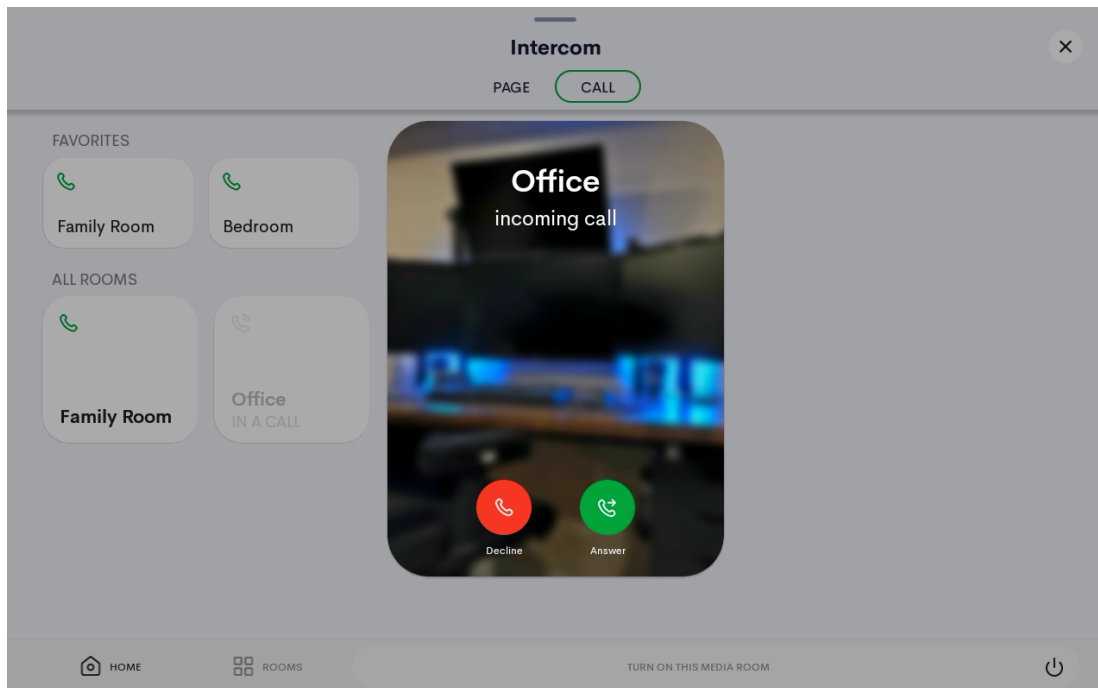 Intercom
PAGE
CALL
FAVORITES
Family Room
Bedroom
ALL ROOMS
Family Room
Office
IN A CALL
Office
incoming call
Decline
Answer
HOME
ROOMS
TURN ON THIS MEDIA ROOM